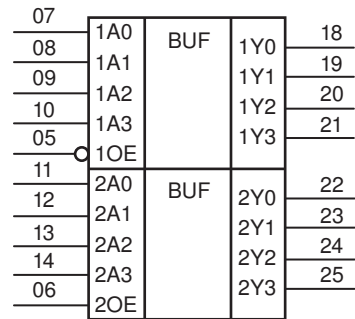 07 1A0 BUF 1Y0 18
08 1A1 1Y1 19
09 1A2 1Y2 20
10 1A3 1Y3 21
05 1OE
11 2A0 BUF 2Y0 22
12 2A1 2Y1 23
13 2A2 2Y2 24
14 2A3 2Y3 25
06 2OE